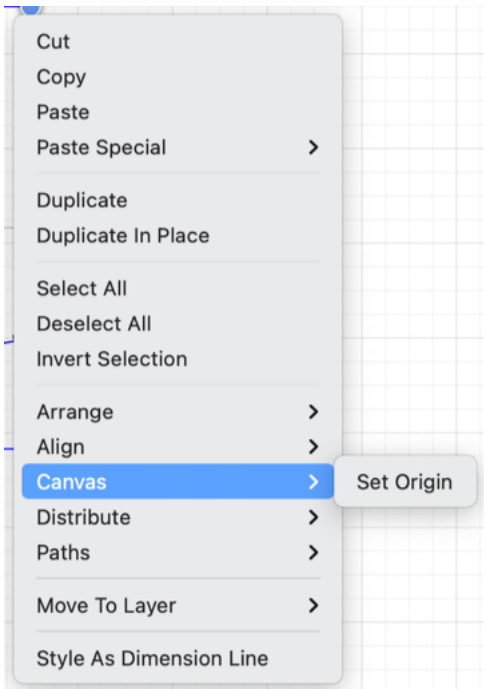 Cut
Copy
Paste
Paste Special
Duplicate
Duplicate In Place
Select All
Deselect All
Invert Selection
Arrange
Align
Canvas
Set Origin
Distribute
Paths
Move To Layer
Style As Dimension Line